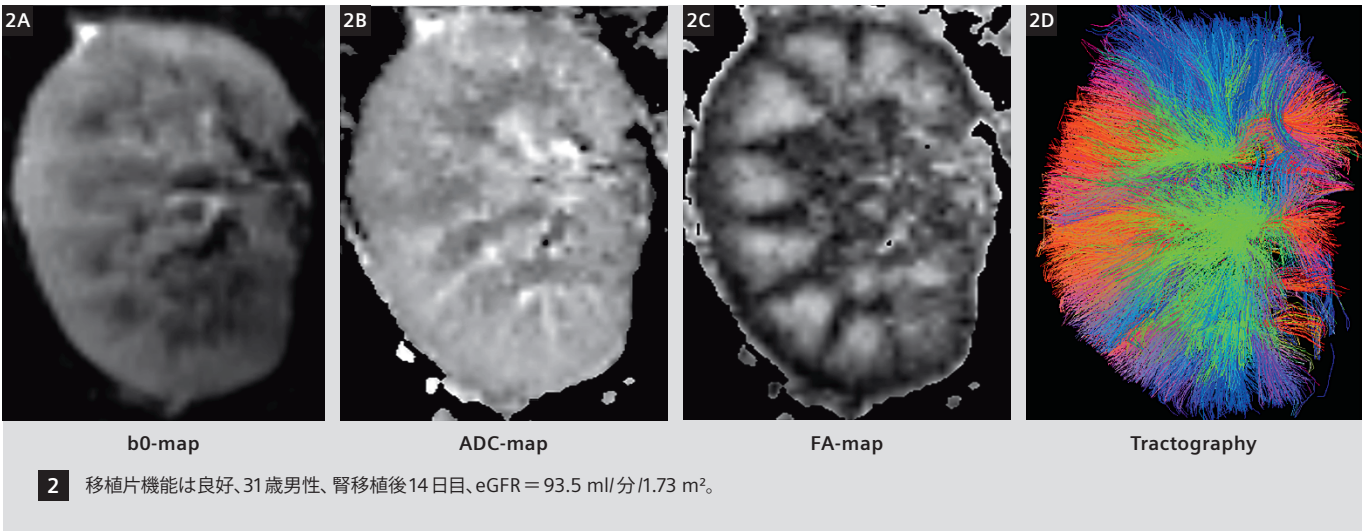 2A
2B
2C
2D
b0-map
ADC-map
FA-map
Tractography
2 移植片機能は良好、31歳男性、腎移植後14日目、eGFR＝93.5 ml/分/1.73 m²。